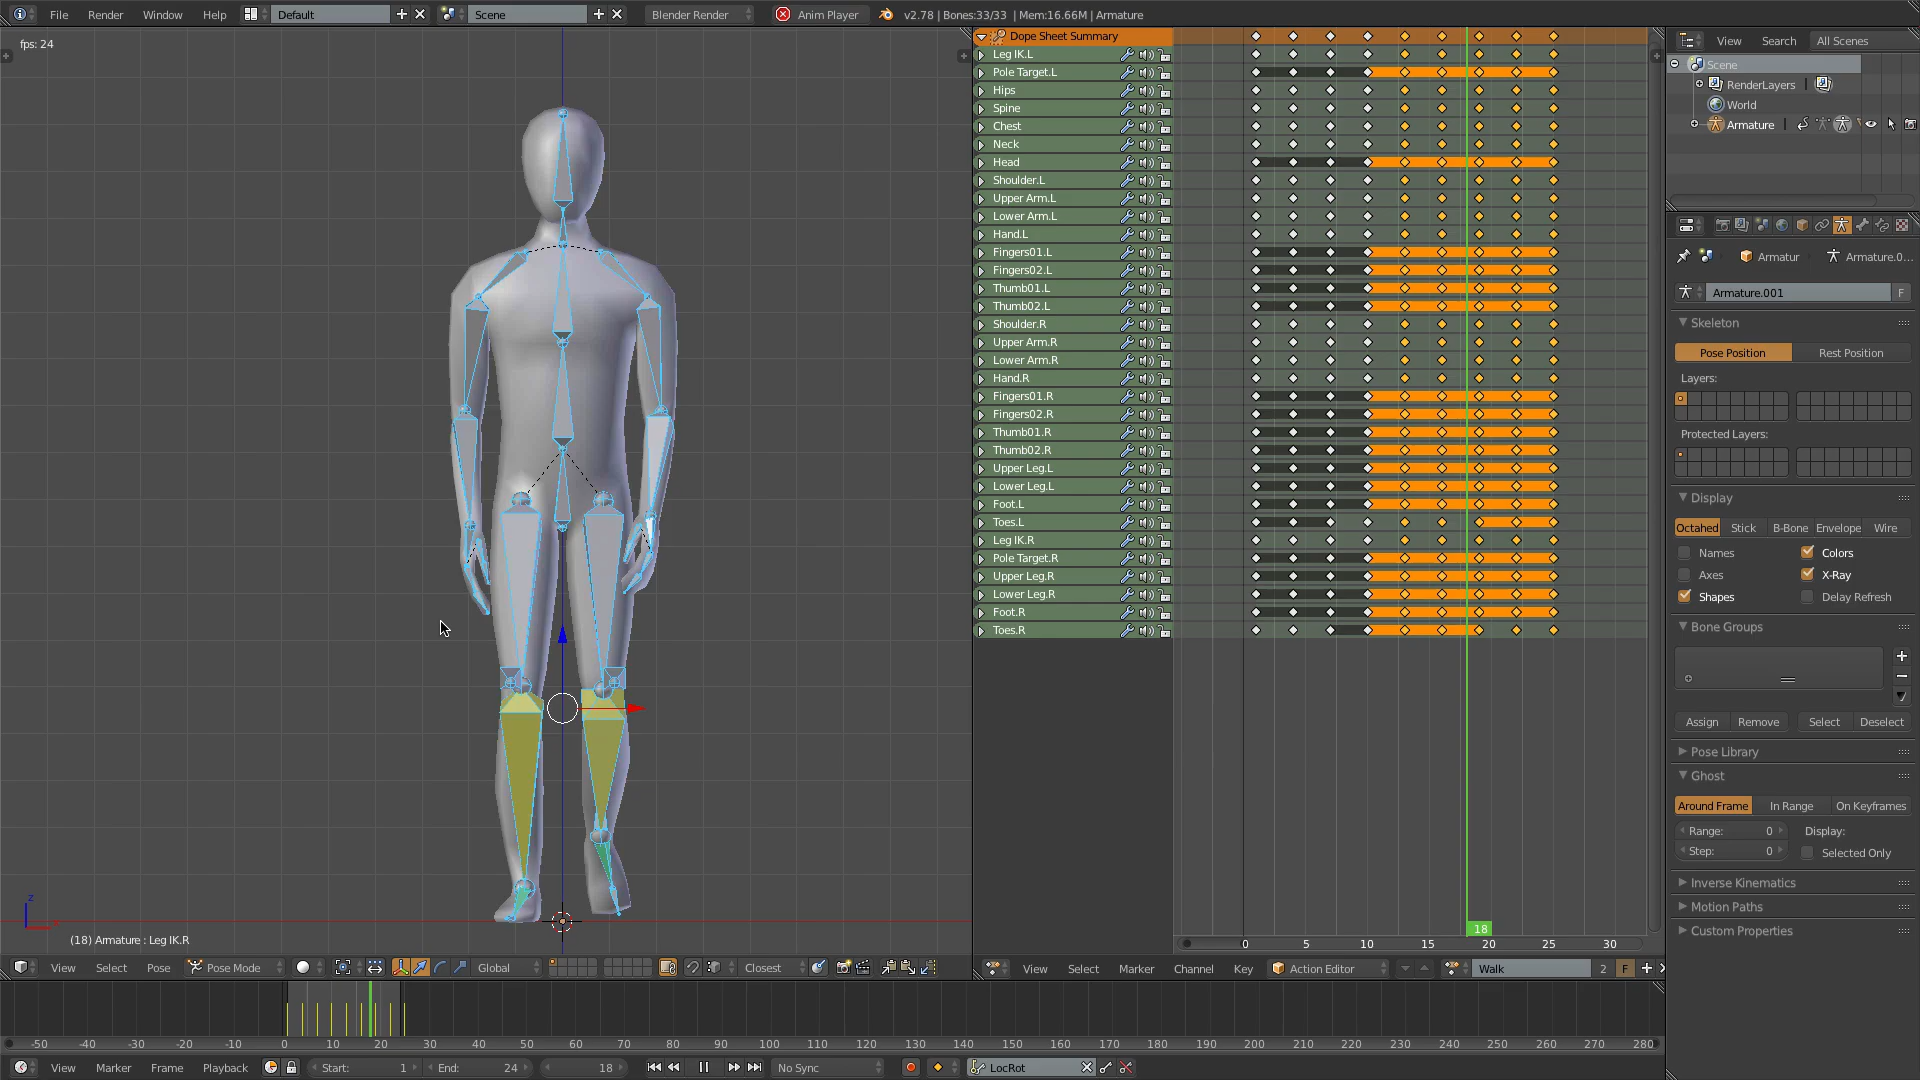 File Render Window Help Default Scene Blender Render Anim Player v2.78 | Bones:33/33 | Mem:16.66M | Armature
fps: 24
(18) Armature : Leg IK.R
z
View Select Pose Pose Mode Global Closest
Dope Sheet Summary
Leg IK.L
Pole Target.L
Hips
Spine
Chest
Neck
Head
Shoulder.L
Upper Arm.L
Lower Arm.L
Hand.L
Fingers01.L
Fingers02.L
Thumb01.L
Thumb02.L
Shoulder.R
Upper Arm.R
Lower Arm.R
Hand.R
Fingers01.R
Fingers02.R
Thumb01.R
Thumb02.R
Upper Leg.L
Lower Leg.L
Foot.L
Toes.L
Leg IK.R
Pole Target.R
Upper Leg.R
Lower Leg.R
Foot.R
Toes.R
18
0 5 10 15 20 25 30
View Select Marker Channel Key Action Editor Walk 2 F
View Search All Scenes
Scene
RenderLayers |
World
Armature |
Armatur Armature.0...
Armature.001 F
Skeleton
Pose Position Rest Position
Layers:
Protected Layers:
Display
Octahed Stick B-Bone Envelope Wire
Names Colors
Axes X-Ray
Shapes Delay Refresh
Bone Groups
Assign Remove Select Deselect
Pose Library
Ghost
Around Frame In Range On Keyframes
Range: 0 Display:
Step: 0 Selected Only
Inverse Kinematics
Motion Paths
Custom Properties
-50 -40 -30 -20 -10 0 10 20 30 40 50 60 70 80 90 100 110 120 130 140 150 160 170 180 190 200 210 220 230 240 250 260 270 280
View Marker Frame Playback Start: 1 End: 24 18 No Sync LocRot